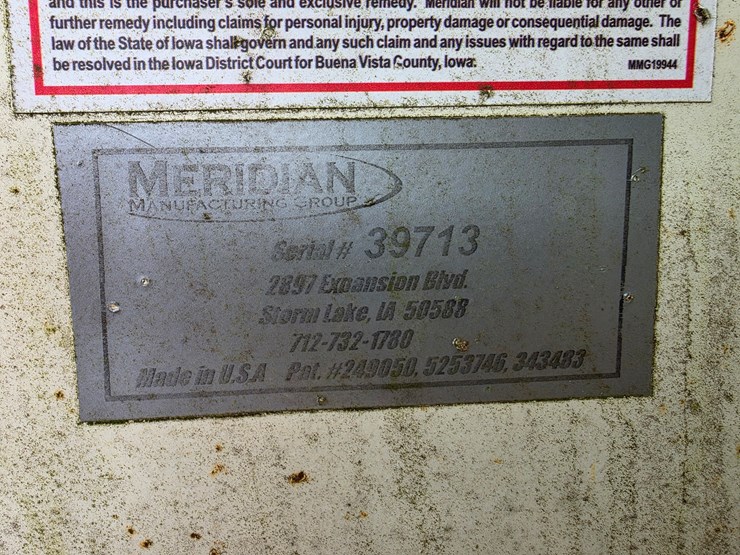 and this is the purchaser's sole and exclusive remedy. Meridian will not be liable for any other or
further remedy including claims for personal injury, property damage or consequential damage. The
law of the State of Iowa shall govern and any such claim and any issues with regard to the same shall
be resolved in the Iowa District Court for Buena Vista County, Iowa.
MMG19944
MERIDIAN
MANUFACTURING GROUP
Serial # 39713
2897 Expansion Blvd.
Storm Lake, IA 50588
712-732-1780
Made in U.S.A Pat. #249050, 5253746, 343483